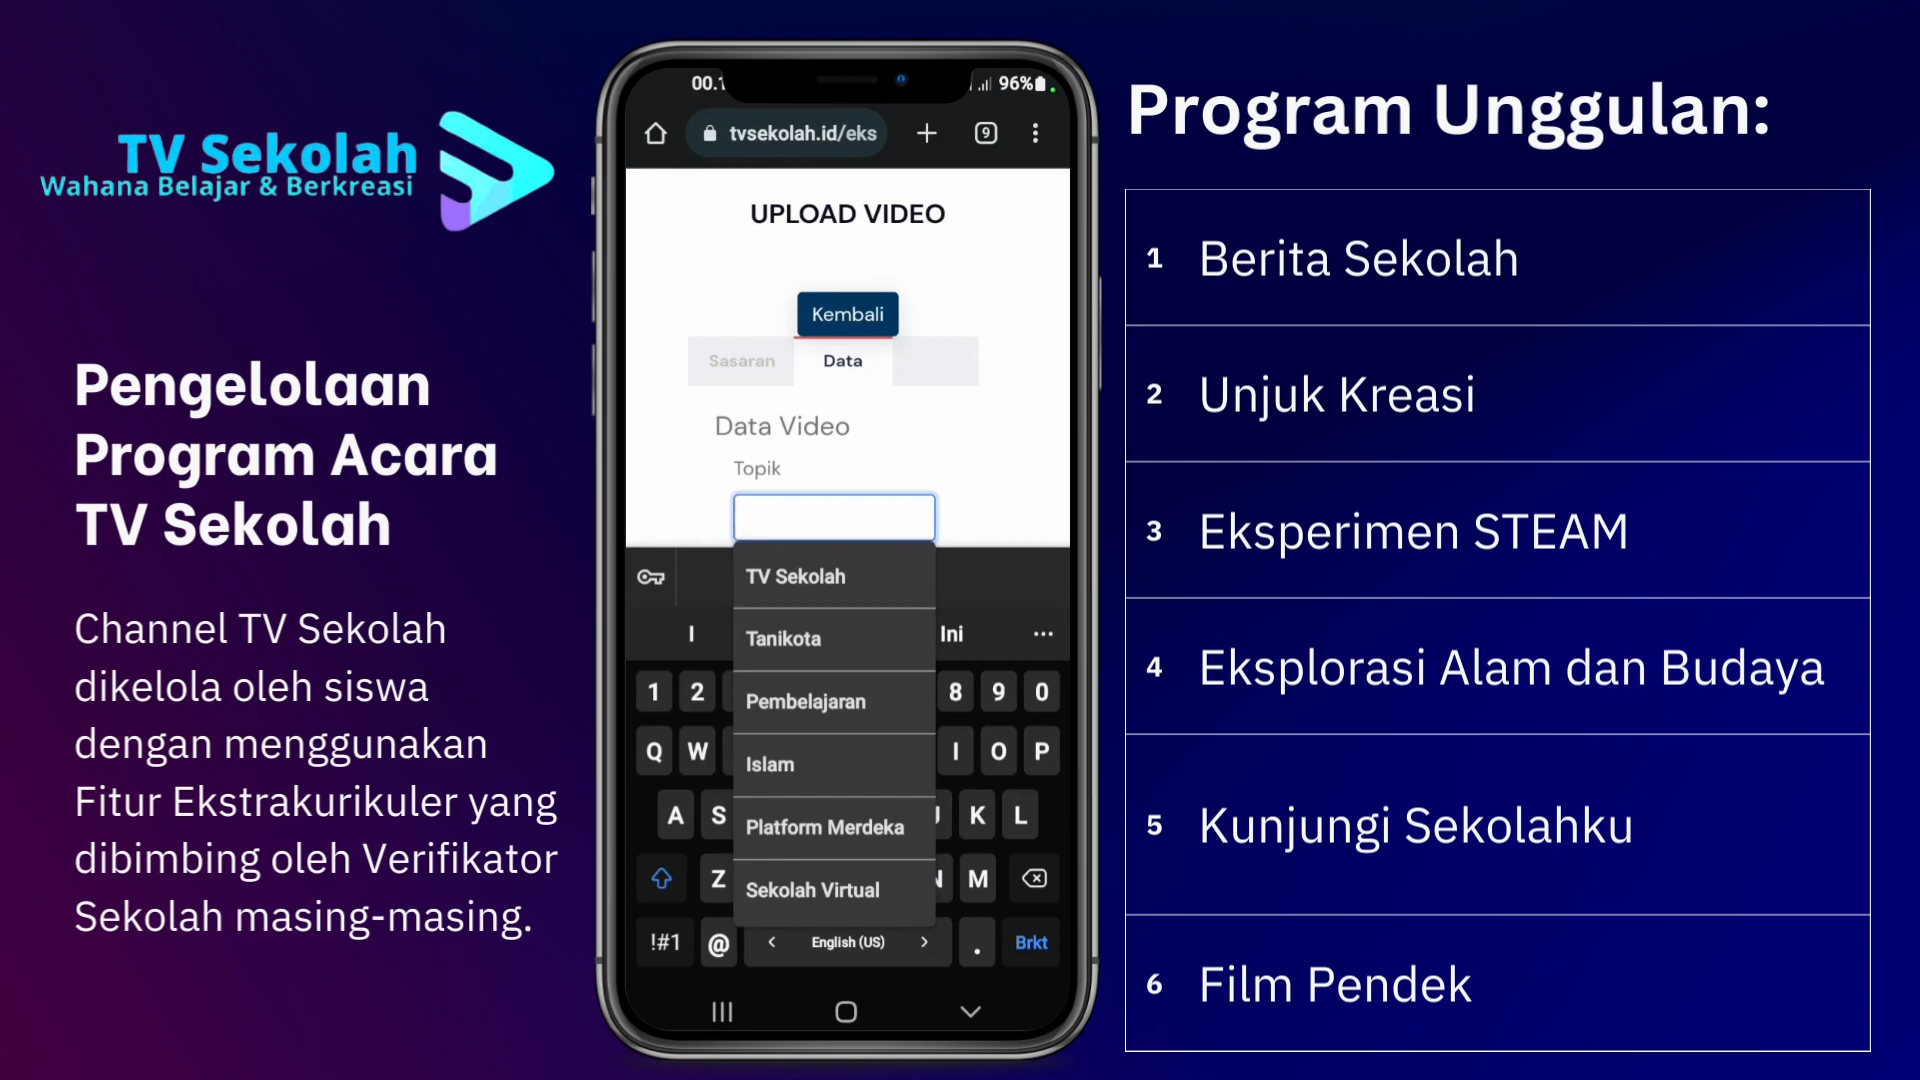 TV Sekolah
Wahana Belajar & Berkreasi
Pengelolaan
Program Acara
TV Sekolah
Channel TV Sekolah
dikelola oleh siswa
dengan menggunakan
Fitur Ekstrakurikuler yang
dibimbing oleh Verifikator
Sekolah masing-masing.
96%
tvsekolah.id/eks
9
UPLOAD VIDEO
Kembali
Sasaran Data
Data Video
Topik
TV Sekolah
Tanikota
Pembelajaran
Islam
Platform Merdeka
Sekolah Virtual
I Ini
1 2 8 9 0
Q W I O P
A S K L
Z M
!#1 @ English (US) . Brkt
Program Unggulan:
1 Berita Sekolah
2 Unjuk Kreasi
3 Eksperimen STEAM
4 Eksplorasi Alam dan Budaya
5 Kunjungi Sekolahku
6 Film Pendek